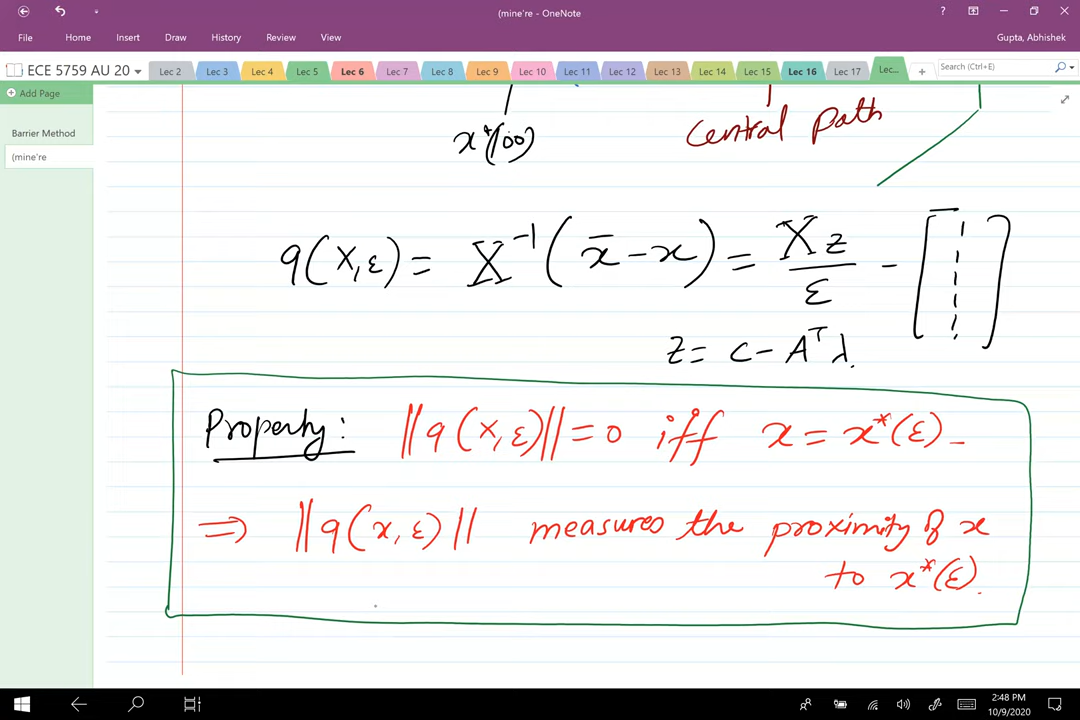 (mine're - OneNote
Gupta, Abhishek
File Home Insert Draw History Review View
ECE 5759 AU 20 Lec 2 Lec 3 Lec 4 Lec 5 Lec 6 Lec 7 Lec 8 Lec 9 Lec 10 Lec 11 Lec 12 Lec 13 Lec 14 Lec 15 Lec 16 Lec 17 Lec... Search (Ctrl+E)
Add Page
Barrier Method
(mine're
x*(∞) Central path
q(x,ε) = X⁻¹(x̄ - x) = Xz/ε - [1 1 1 1 1]
z = c - Aᵀλ.
Property: ||q(x,ε)|| = 0 iff x = x*(ε) -
⇒ ||q(x,ε)|| measures the proximity of x
to x*(ε).
2:48 PM
10/9/2020